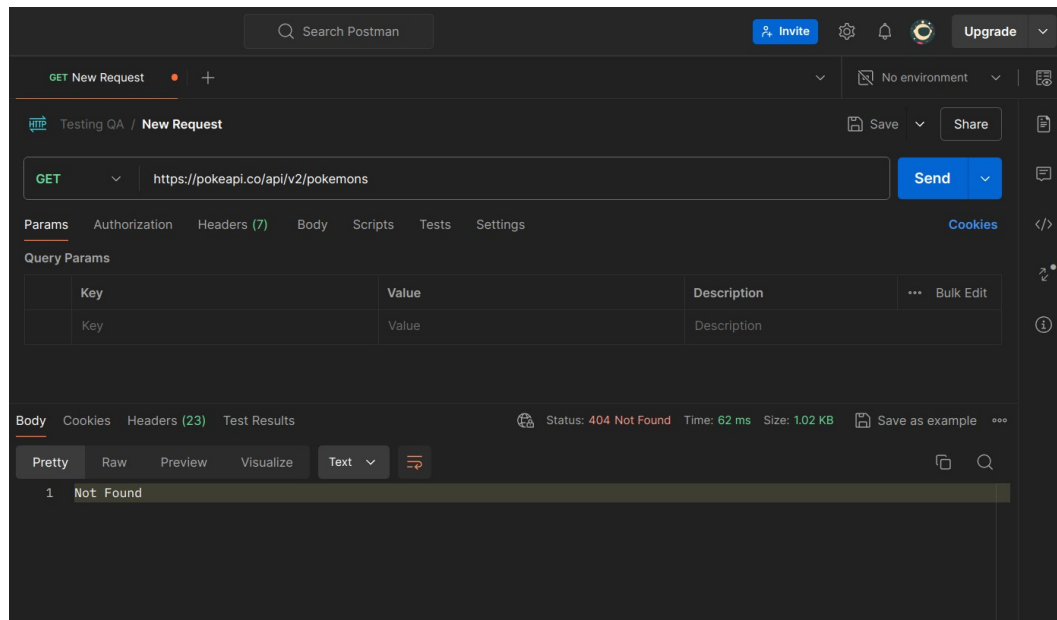 Search Postman
Invite
Upgrade
GET New Request
No environment
HTTP Testing QA / New Request
Save
Share
GET
https://pokeapi.co/api/v2/pokemons
Send
Params Authorization Headers (7) Body Scripts Tests Settings
Cookies
Query Params
Key Value Description ••• Bulk Edit
Key Value Description
Body Cookies Headers (23) Test Results
Status: 404 Not Found Time: 62 ms Size: 1.02 KB Save as example
Pretty Raw Preview Visualize Text
1 Not Found